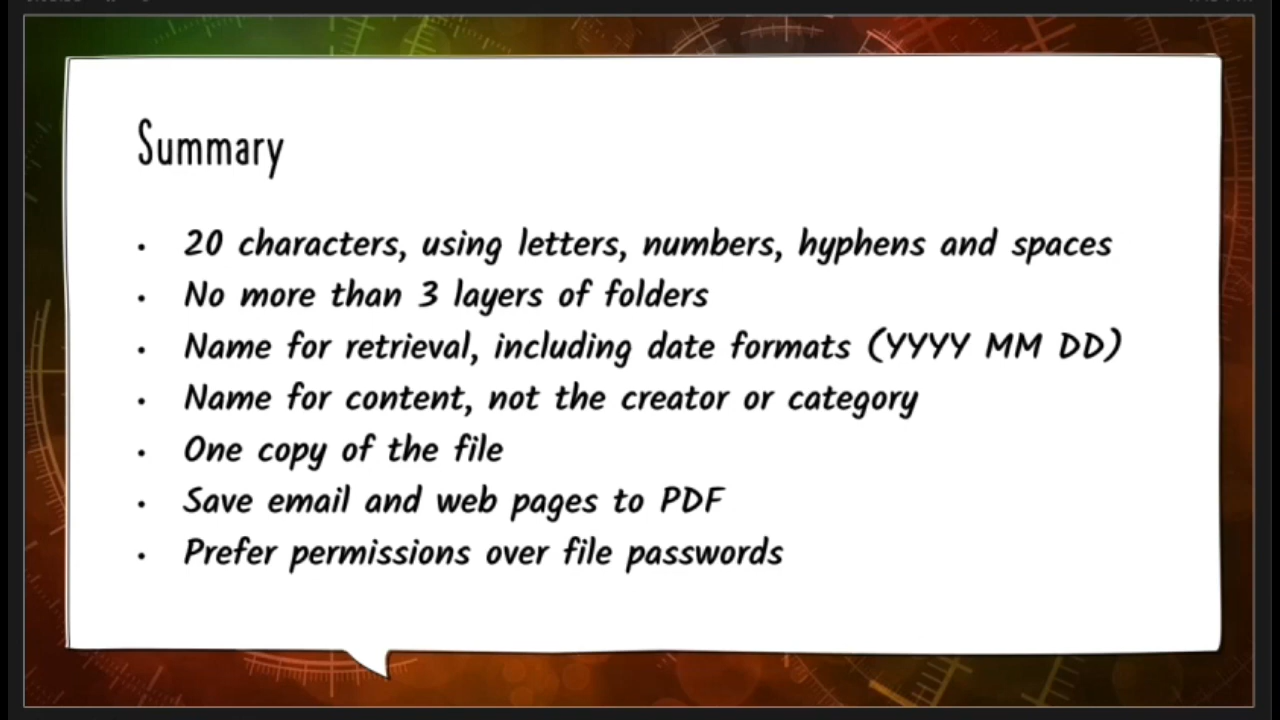 Summary
• 20 characters, using letters, numbers, hyphens and spaces
• No more than 3 layers of folders
• Name for retrieval, including date formats (YYYY MM DD)
• Name for content, not the creator or category
• One copy of the file
• Save email and web pages to PDF
• Prefer permissions over file passwords